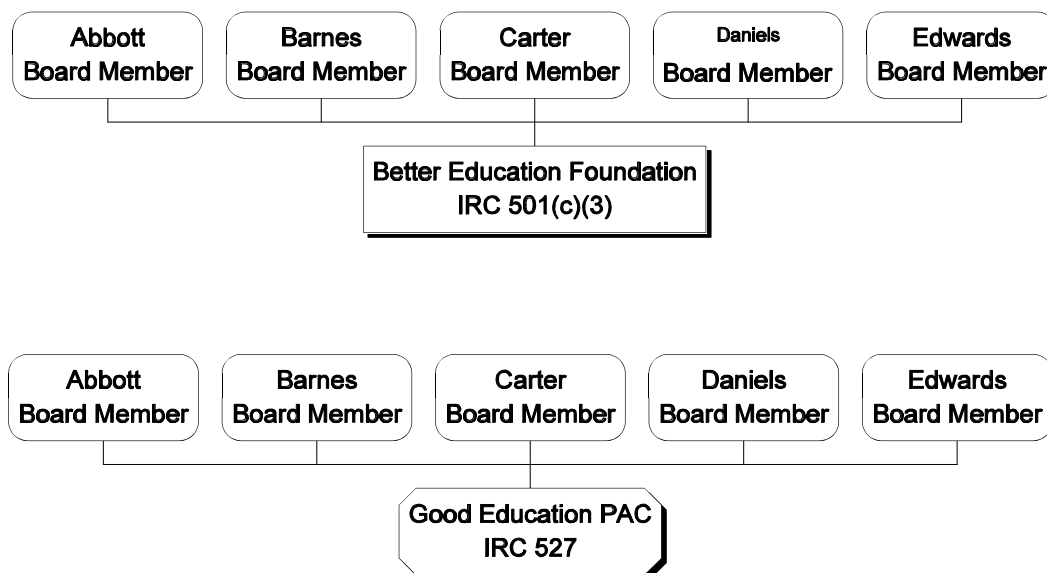 Abbott
Board Member
Barnes
Board Member
Carter
Board Member
Daniels
Board Member
Edwards
Board Member
Better Education Foundation
IRC 501(c)(3)
Abbott
Board Member
Barnes
Board Member
Carter
Board Member
Daniels
Board Member
Edwards
Board Member
Good Education PAC
IRC 527